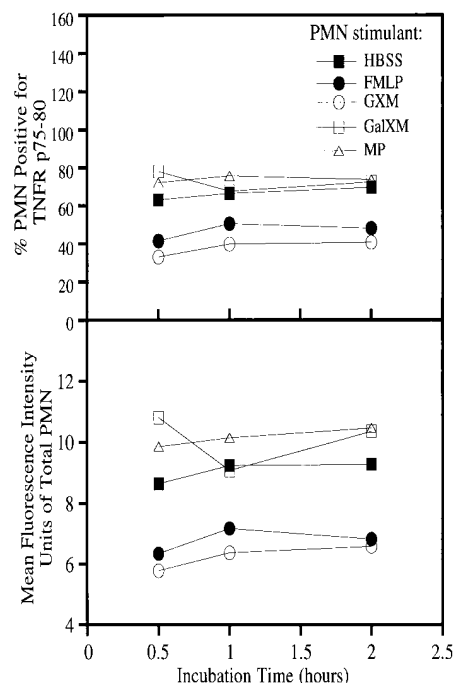 160
140
120
100
80
60
40
20
0
% PMN Positive for
TNFR p75-80
PMN stimulant:
HBSS
FMLP
GXM
GalXM
MP
12
10
8
6
4
Mean Fluorescence Intensity
Units of Total PMN
0 0.5 1 1.5 2 2.5
Incubation Time (hours)